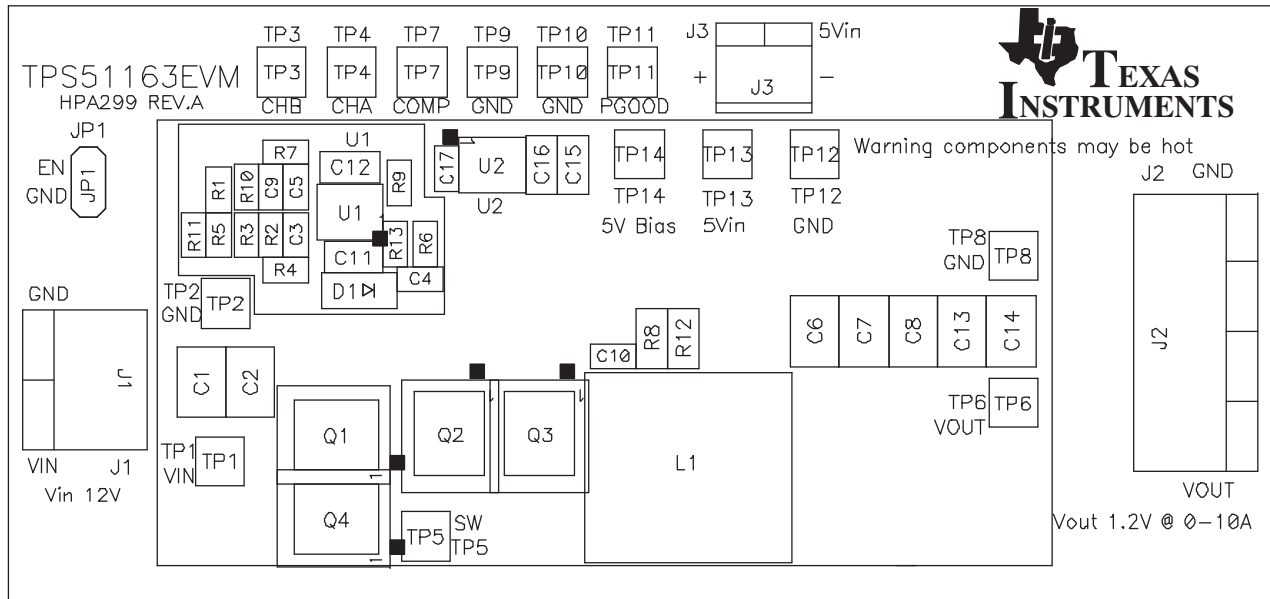 TP3 TP4 TP7 TP9 TP10 TP11
J3 5Vin
TEXAS INSTRUMENTS
TPS51163EVM
HPA299 REV.A
TP3 TP4 TP7 TP9 TP10 TP11
+ J3 -
CHB CHA COMP GND GND PGOOD
JP1
EN
GND
JP1
U1
R7
C12
R9
R1
R10
C9
C5
U1
1
R11
R5
R3
R2
C3
R13
R6
R4
C11
C4
D1
1
C17
U2
C16
C15
U2
TP14 TP13 TP12
Warning components may be hot
TP14 TP13 TP12
5V Bias 5Vin GND
J2 GND
TP8
GND
TP8
TP2
GND
TP2
GND
J1
VIN J1
Vin 12V
C1
C2
TP1
VIN
TP1
Q1
1
Q2
1
Q3
1
Q4
1
TP5
SW
TP5
C10
R8
R12
L1
C6
C7
C8
C13
C14
TP6
VOUT
TP6
J2
VOUT
Vout 1.2V @ 0-10A